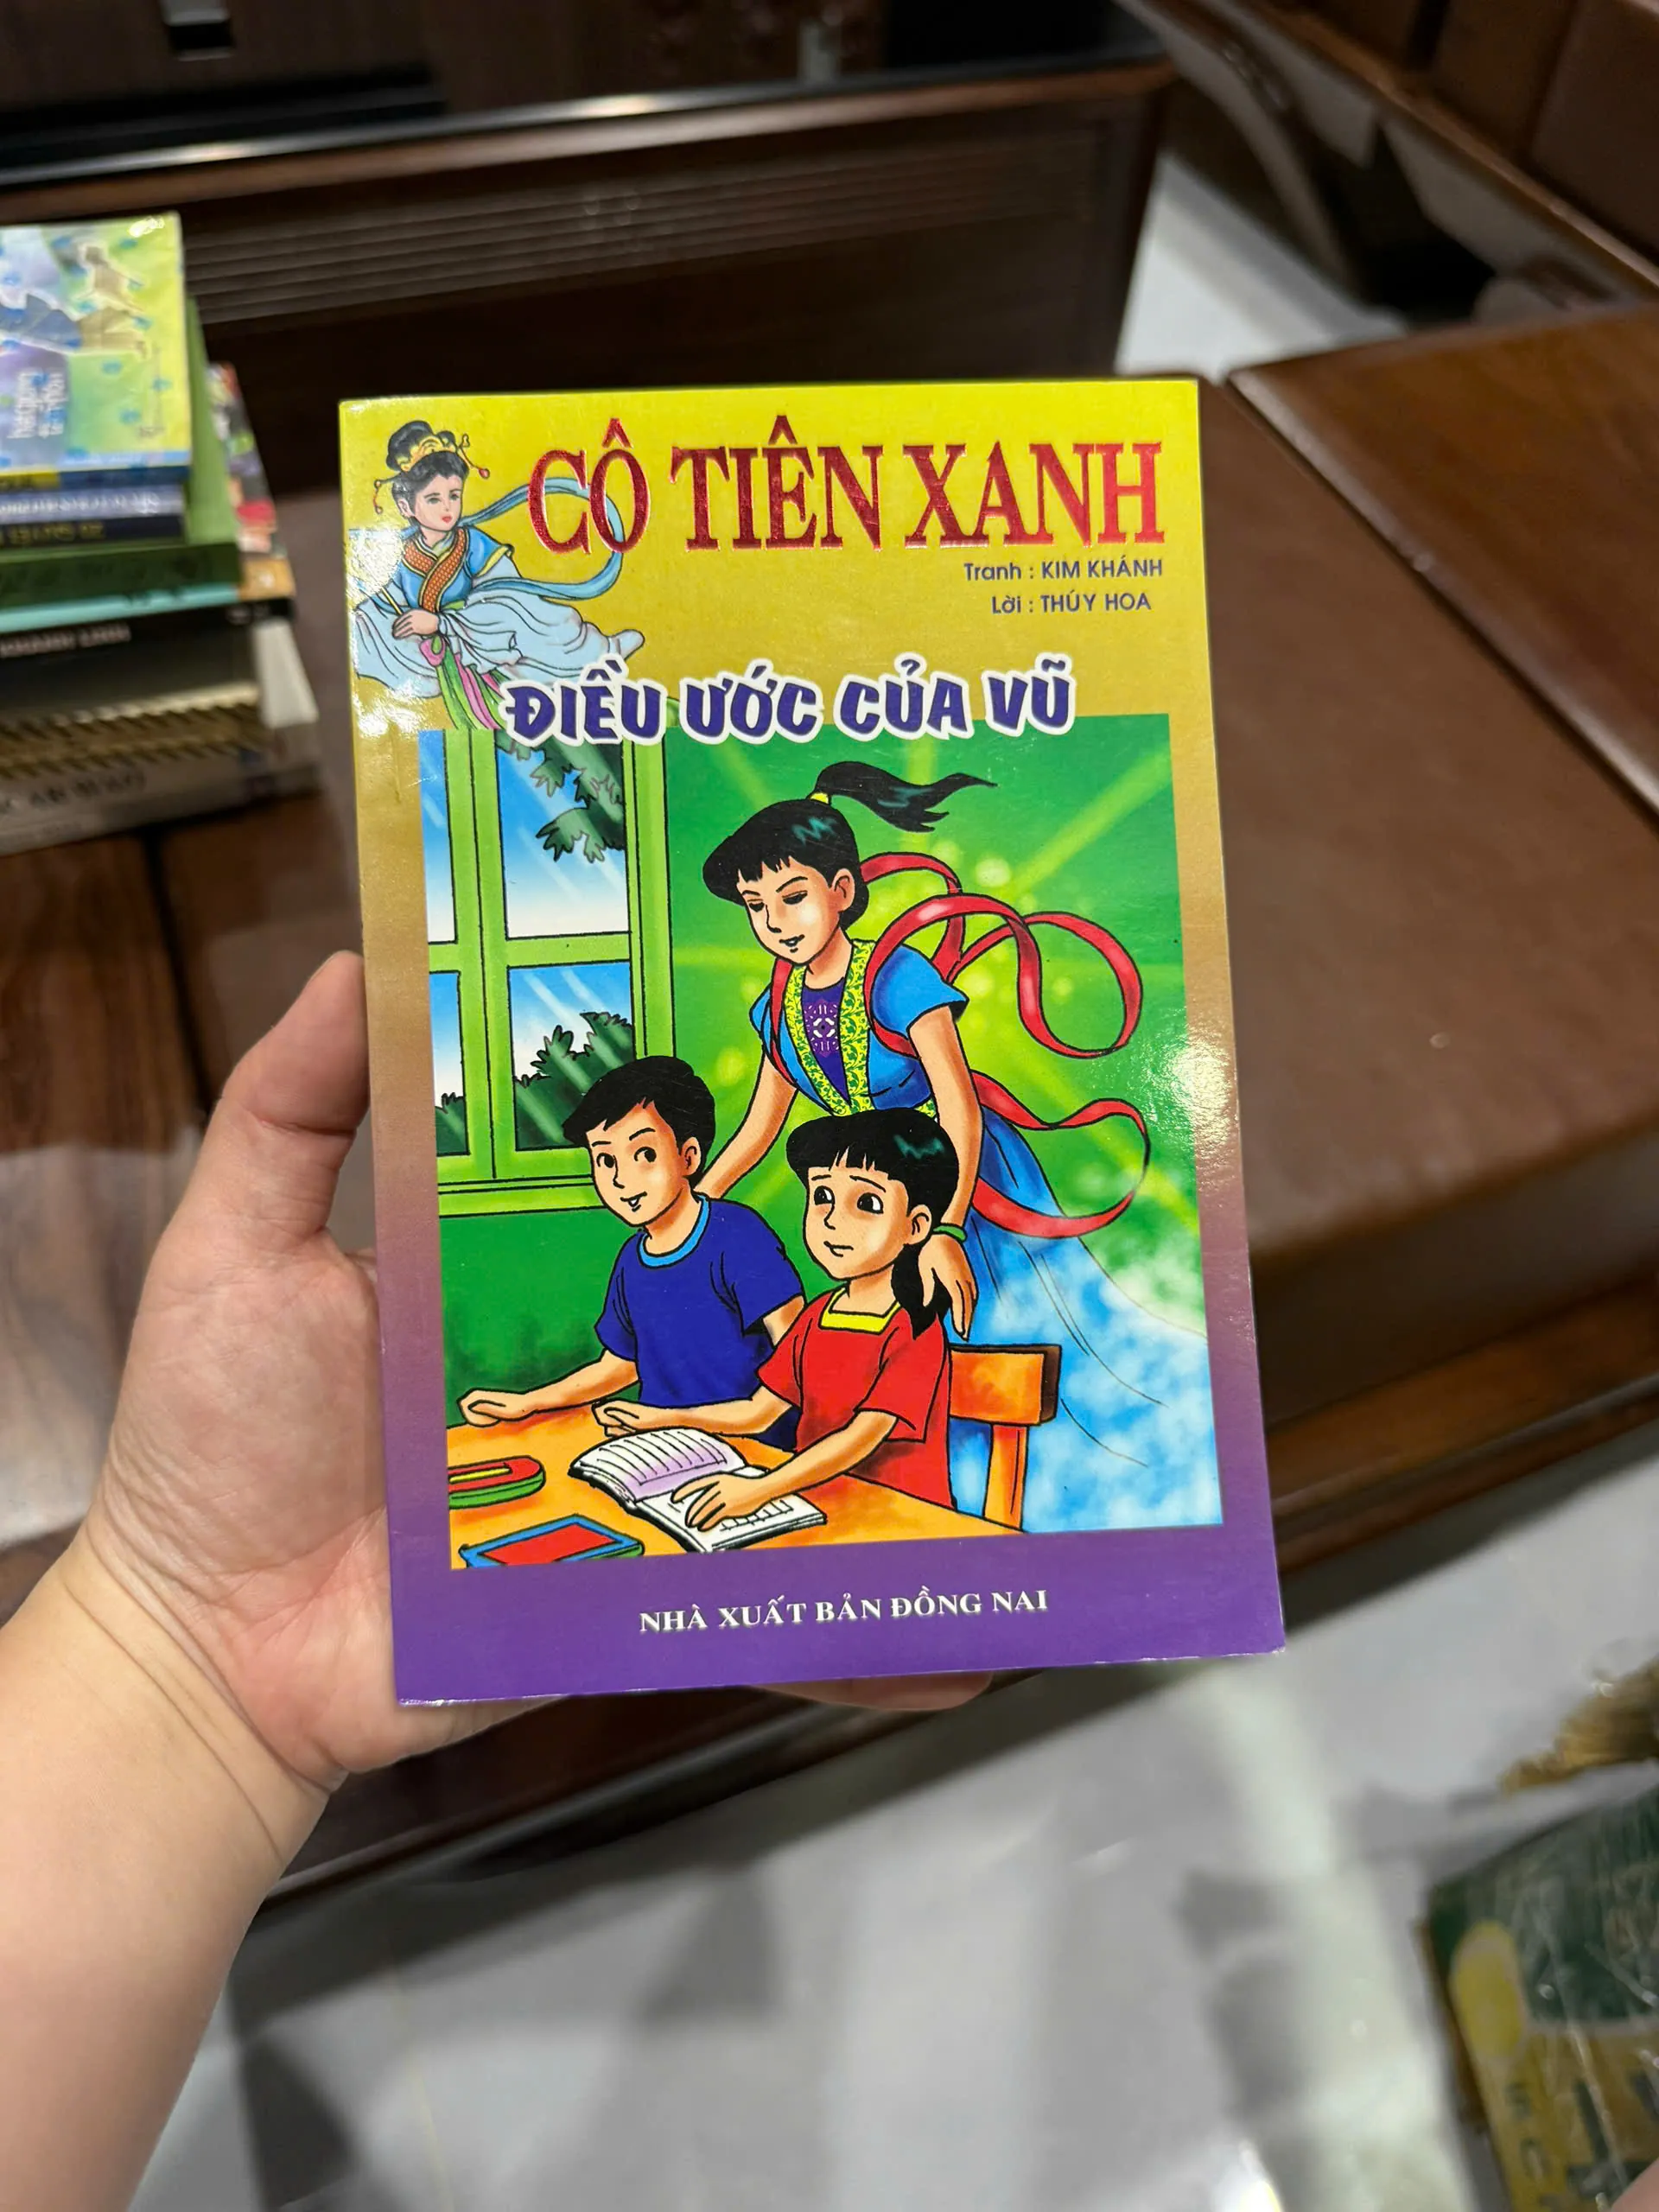 CÔ TIÊN XANH
Tranh : KIM KHÁNH
Lời : THÚY HOA
ĐIỀU ƯỚC CỦA VŨ
NHÀ XUẤT BẢN ĐỒNG NAI